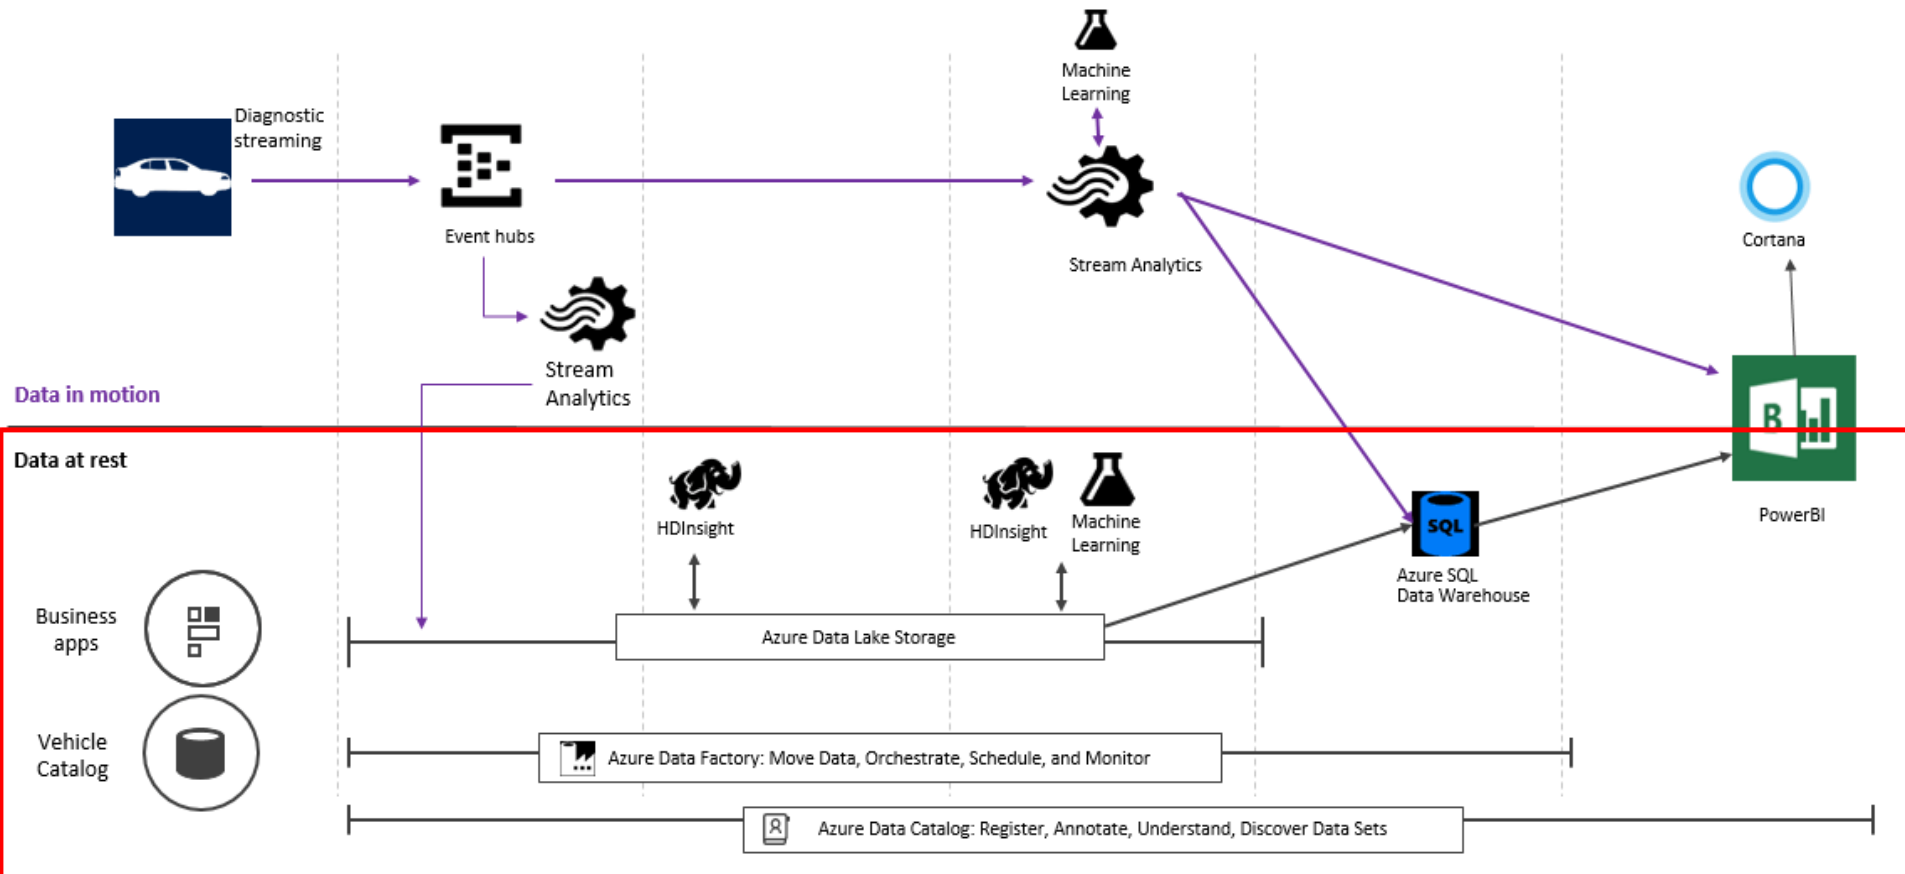 Machine
Learning
Diagnostic
streaming
Event hubs
Stream Analytics
Cortana
Stream
Analytics
Data in motion
B
Data at rest
HDInsight
HDInsight
Machine
Learning
SQL
PowerBI
Azure SQL
Data Warehouse
Business
apps
Azure Data Lake Storage
Vehicle
Catalog
Azure Data Factory: Move Data, Orchestrate, Schedule, and Monitor
Azure Data Catalog: Register, Annotate, Understand, Discover Data Sets